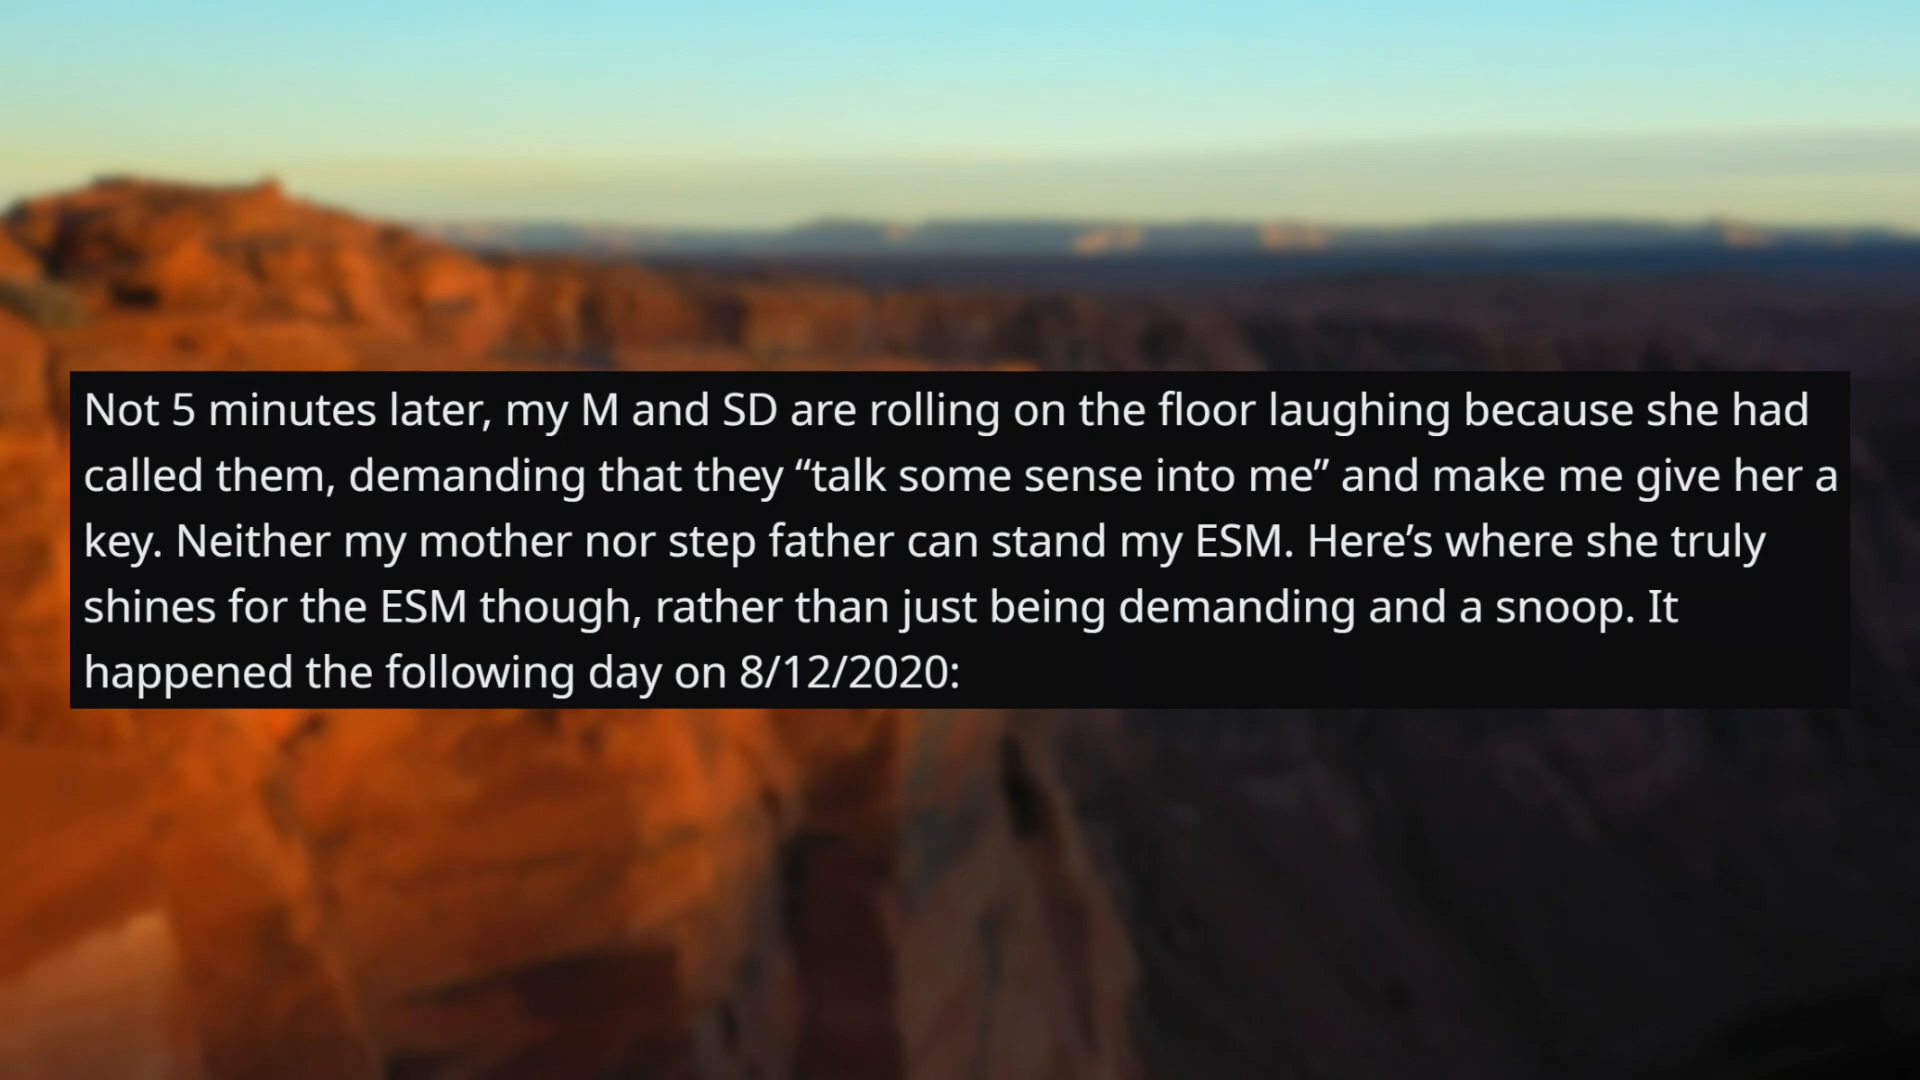 Not 5 minutes later, my M and SD are rolling on the floor laughing because she had
called them, demanding that they “talk some sense into me” and make me give her a
key. Neither my mother nor step father can stand my ESM. Here’s where she truly
shines for the ESM though, rather than just being demanding and a snoop. It
happened the following day on 8/12/2020: